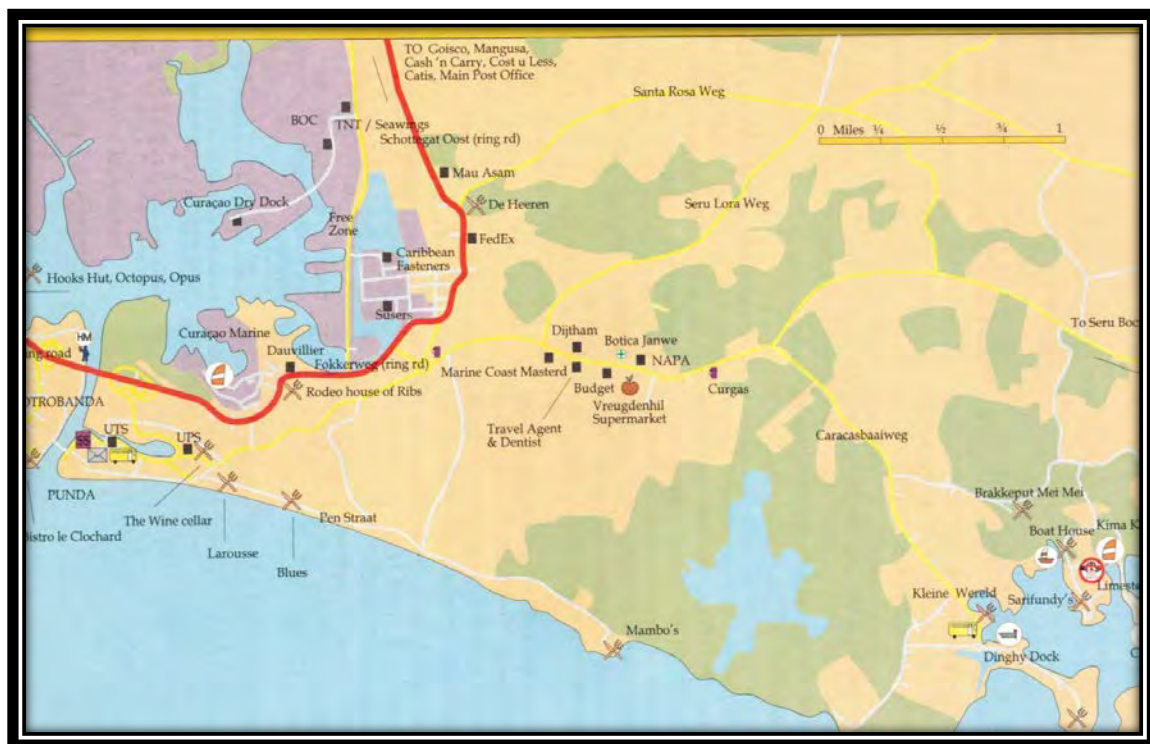 TO Goisco, Mangusa,
Cash 'n Carry, Cost u Less,
Catis, Main Post Office
Santa Rosa Weg
BOC
TNT / Seawings
Schottegat Oost (ring rd)
0 Miles ¼ ½ ¾ 1
Mau Asam
Curaçao Dry Dock
De Heeren
Seru Lora Weg
Free
Zone
FedEx
Caribbean
Fasteners
Hooks Hut, Octopus, Opus
Susers
To Seru Boc
HM
Curaçao Marine
ing road
Dauvillier
Fokkerweg (ring rd)
Dijtham
Botica Janwe
NAPA
Marine Coast Masterd
Rodeo house of Ribs
Budget
Curgas
Vreugdenhil
Supermarket
OTROBANDA
Travel Agent
& Dentist
UTS
UPS
SS
Caracasbaaiweg
PUNDA
Brakkeput Mei Mei
The Wine cellar
Pen Straat
Boat House
Kima K
istro le Clochard
Larousse
Blues
Limesta
Kleine Wereld
Sarifundy's
Mambo's
Dinghy Dock
C